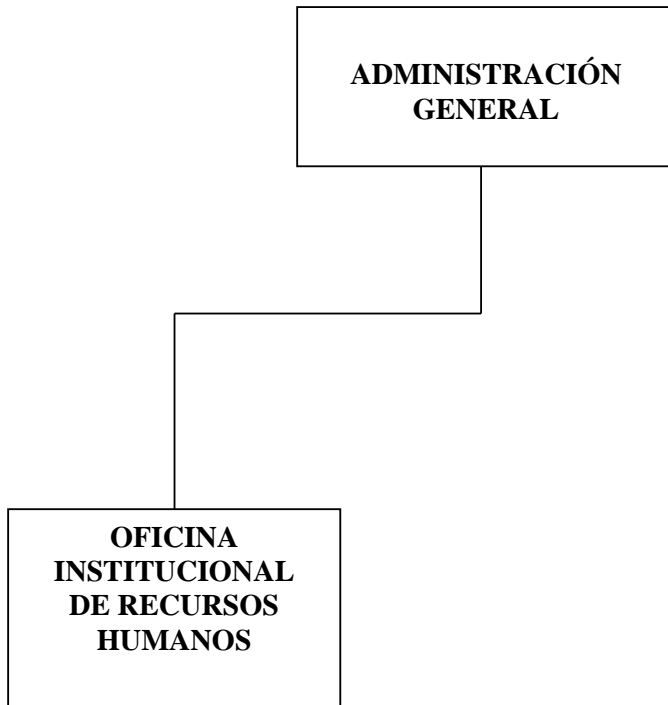 ADMINISTRACIÓN
GENERAL
OFICINA
INSTITUCIONAL
DE RECURSOS
HUMANOS